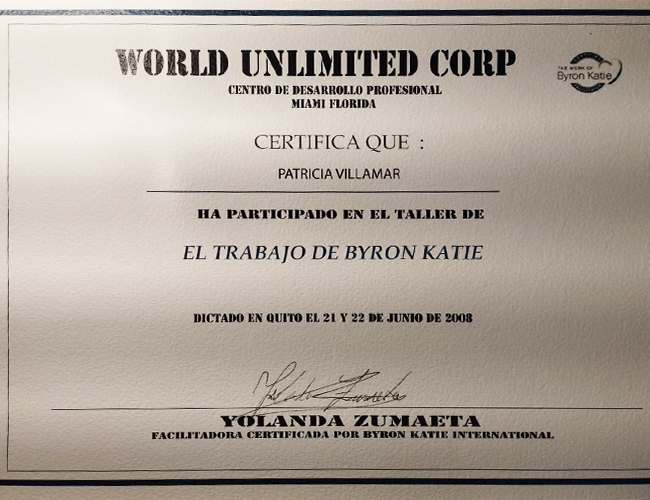 WORLD UNLIMITED CORP
CENTRO DE DESARROLLO PROFESIONAL
MIAMI FLORIDA
THE WORK OF
Byron Katie
CERTIFICA QUE :
PATRICIA VILLAMAR
HA PARTICIPADO EN EL TALLER DE
EL TRABAJO DE BYRON KATIE
DICTADO EN QUITO EL 21 Y 22 DE JUNIO DE 2008
YOLANDA ZUMAETA
FACILITADORA CERTIFICADA POR BYRON KATIE INTERNATIONAL